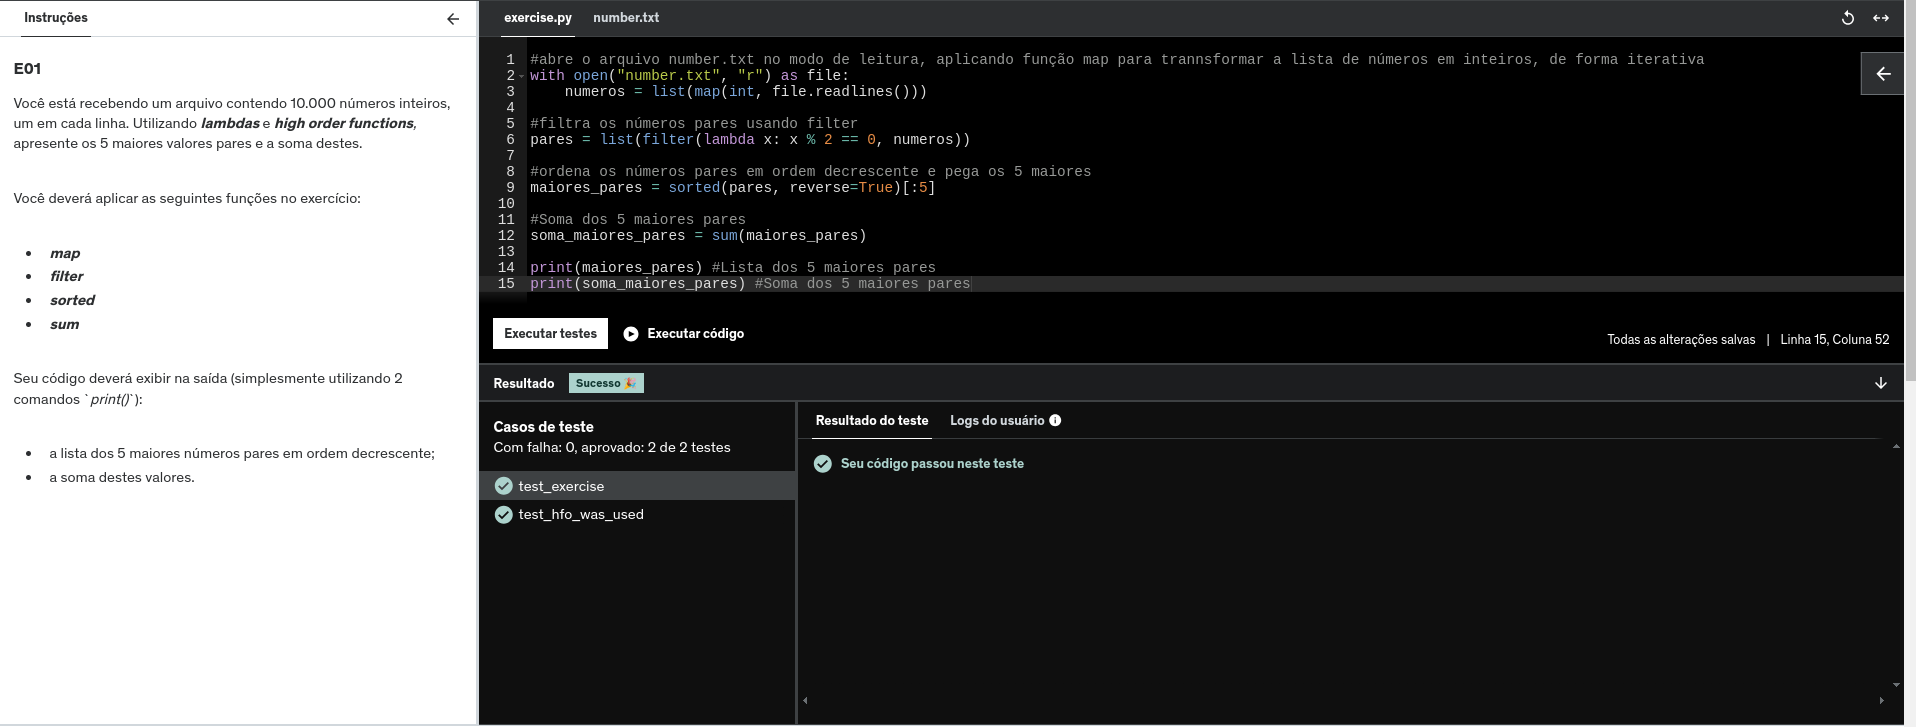 Instruções
E01
Você está recebendo um arquivo contendo 10.000 números inteiros,
um em cada linha. Utilizando lambdas e high order functions,
apresente os 5 maiores valores pares e a soma destes.
Você deverá aplicar as seguintes funções no exercício:
• map
• filter
• sorted
• sum
Seu código deverá exibir na saída (simplesmente utilizando 2
comandos `print()`):
• a lista dos 5 maiores números pares em ordem decrescente;
• a soma destes valores.
exercise.py number.txt
1 #abre o arquivo number.txt no modo de leitura, aplicando função map para trannsformar a lista de números em inteiros, de forma iterativa
2 with open("number.txt", "r") as file:
3     numeros = list(map(int, file.readlines()))
4
5 #filtra os números pares usando filter
6 pares = list(filter(lambda x: x % 2 == 0, numeros))
7
8 #ordena os números pares em ordem decrescente e pega os 5 maiores
9 maiores_pares = sorted(pares, reverse=True)[:5]
10
11 #Soma dos 5 maiores pares
12 soma_maiores_pares = sum(maiores_pares)
13
14 print(maiores_pares) #Lista dos 5 maiores pares
15 print(soma_maiores_pares) #Soma dos 5 maiores pares
Executar testes Executar código
Todas as alterações salvas | Linha 15, Coluna 52
Resultado Sucesso 🎉
Casos de teste
Com falha: 0, aprovado: 2 de 2 testes
test_exercise
test_hfo_was_used
Resultado do teste Logs do usuário
Seu código passou neste teste